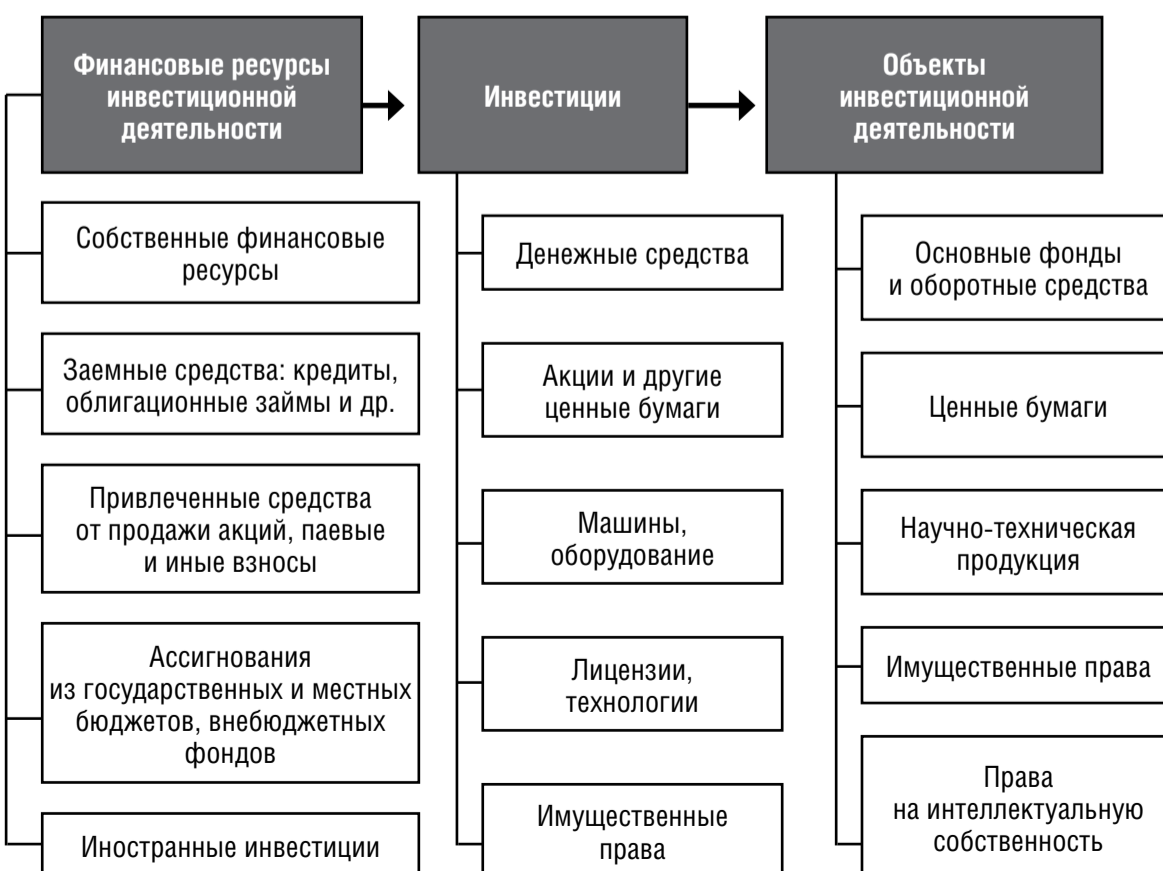 Финансовые ресурсы
инвестиционной
деятельности
Инвестиции
Объекты
инвестиционной
деятельности
Собственные финансовые
ресурсы
Заемные средства: кредиты,
облигационные займы и др.
Привлеченные средства
от продажи акций, паевые
и иные взносы
Ассигнования
из государственных и местных
бюджетов, внебюджетных
фондов
Иностранные инвестиции
Денежные средства
Акции и другие
ценные бумаги
Машины,
оборудование
Лицензии,
технологии
Имущественные
права
Основные фонды
и оборотные средства
Ценные бумаги
Научно-техническая
продукция
Имущественные права
Права
на интеллектуальную
собственность